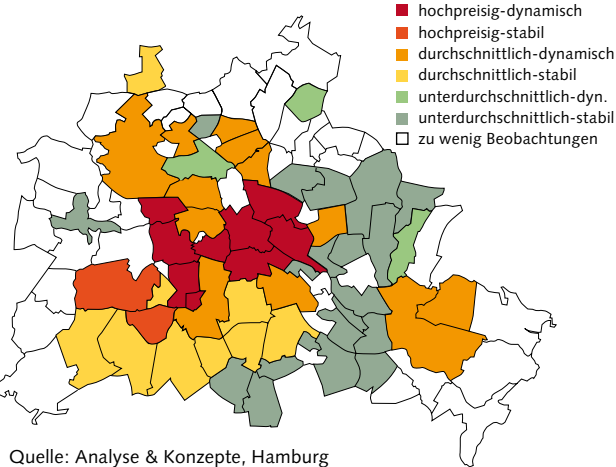 hochpreisig-dynamisch
hochpreisig-stabil
durchschnittlich-dynamisch
durchschnittlich-stabil
unterdurchschnittlich-dyn.
unterdurchschnittlich-stabil
zu wenig Beobachtungen
Quelle: Analyse & Konzepte, Hamburg